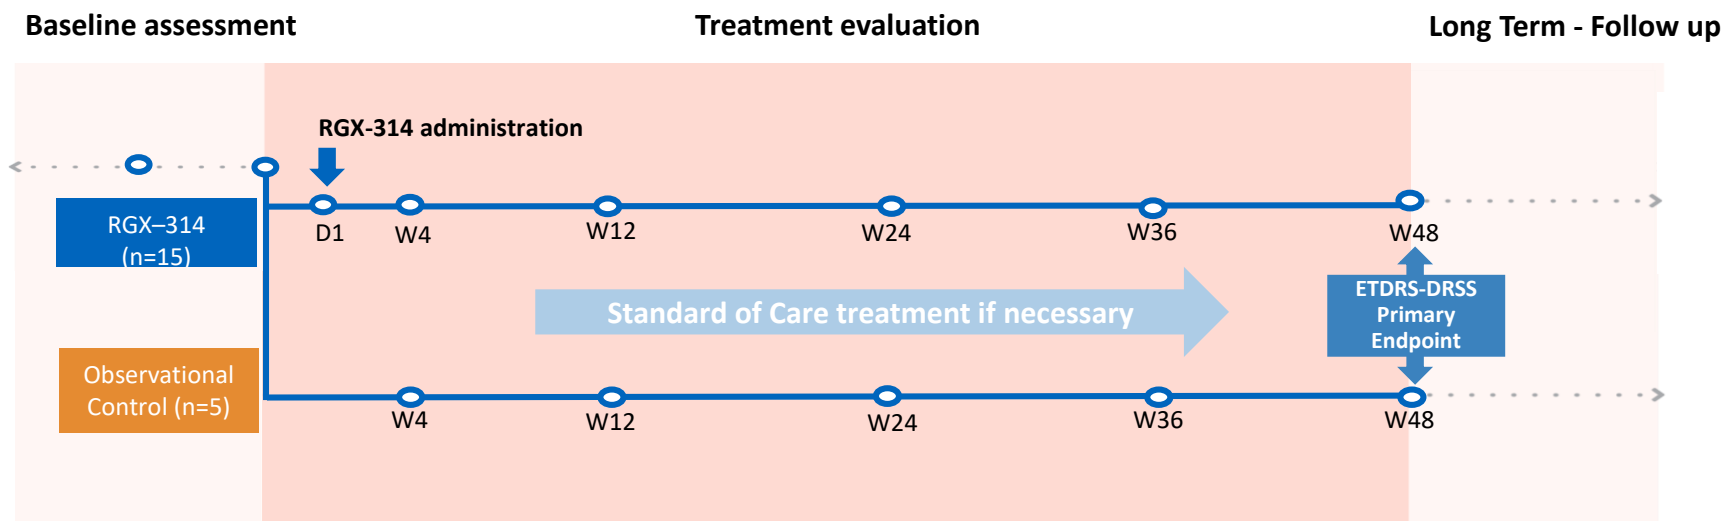 Baseline assessment
Treatment evaluation
Long Term - Follow up
RGX-314 administration
RGX–314
(n=15)
D1
W4
W12
W24
W36
W48
Standard of Care treatment if necessary
ETDRS-DRSS
Primary
Endpoint
Observational
Control (n=5)
W4
W12
W24
W36
W48